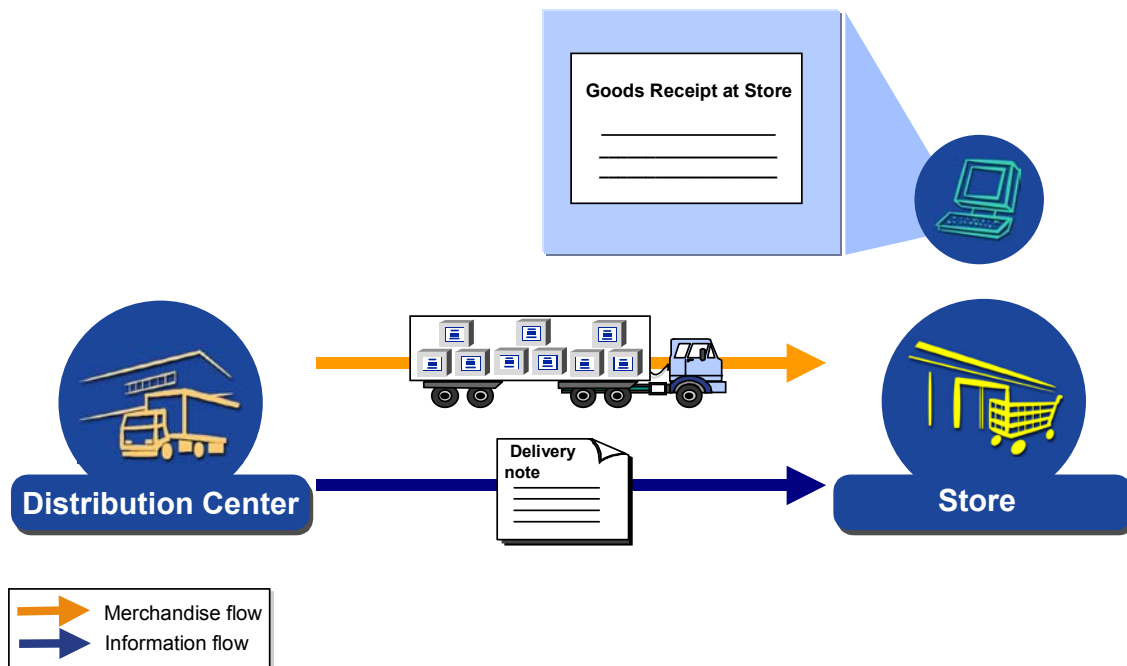 Goods Receipt at Store
Delivery
note
Distribution Center
Store
Merchandise flow
Information flow